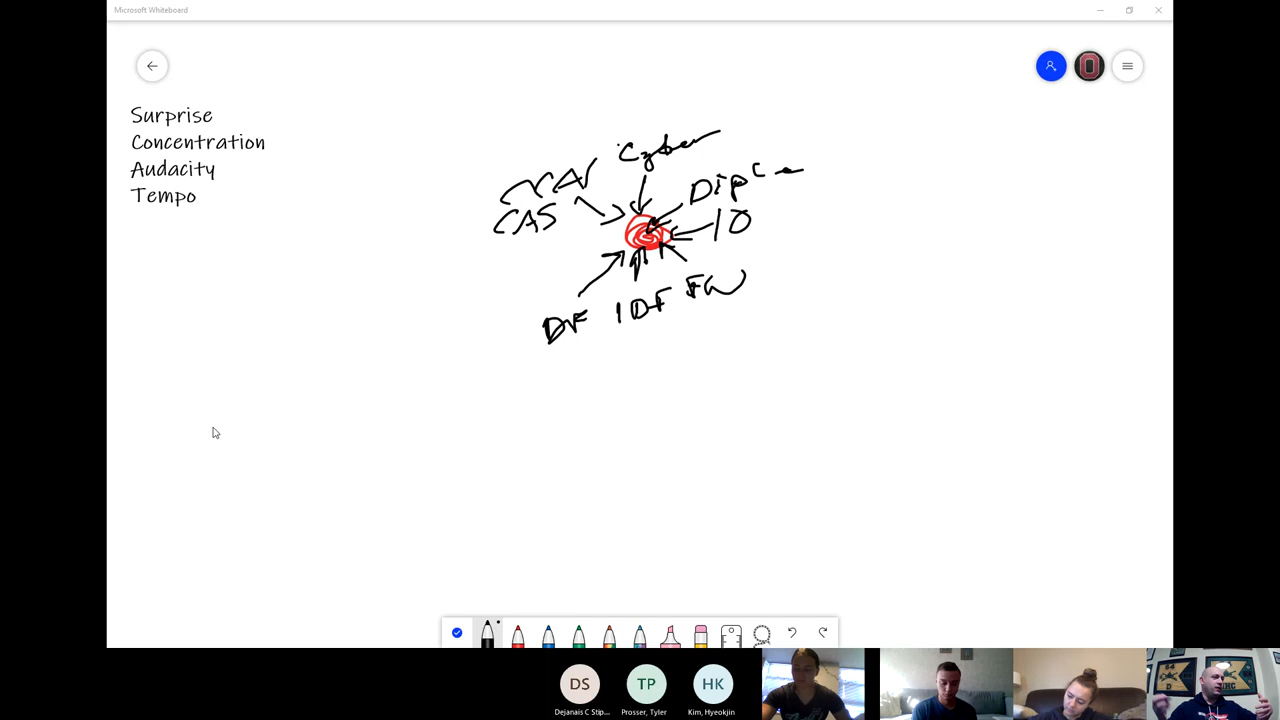 Microsoft Whiteboard
Surprise
Concentration
Audacity
Tempo
Cyber
CAS
Dip
IO
DF
IDF
DS
TP
HK
Dejanais C Stip...
Prosser, Tyler
Kim, Hyeokjin